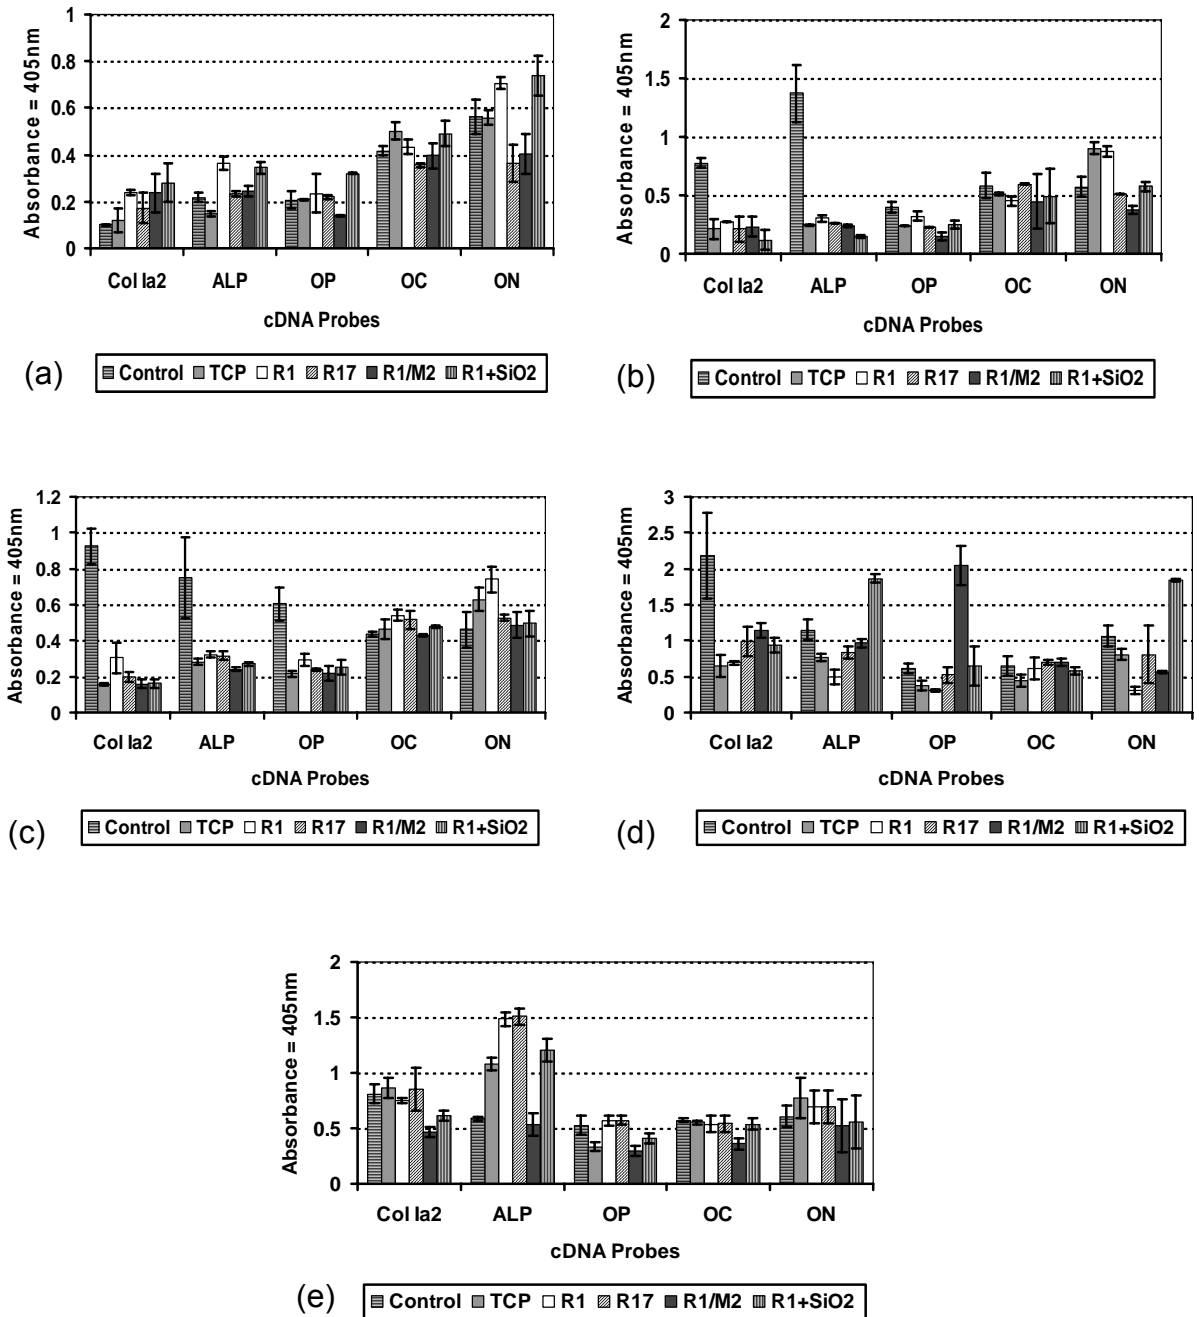 1
0.8
0.6
0.4
0.2
0
Absorbance = 405nm
Col Ia2 ALP OP OC ON
cDNA Probes
(a) Control TCP R1 R17 R1/M2 R1+SiO2
2
1.5
1
0.5
0
Absorbance = 405nm
Col Ia2 ALP OP OC ON
cDNA Probes
(b) Control TCP R1 R17 R1/M2 R1+SiO2
1.2
1
0.8
0.6
0.4
0.2
0
Absorbance = 405nm
Col Ia2 ALP OP OC ON
cDNA Probes
(c) Control TCP R1 R17 R1/M2 R1+SiO2
3
2.5
2
1.5
1
0.5
0
Absorbance = 405nm
Col Ia2 ALP OP OC ON
cDNA Probes
(d) Control TCP R1 R17 R1/M2 R1+SiO2
2
1.5
1
0.5
0
Absorbance = 405nm
Col Ia2 ALP OP OC ON
cDNA Probes
(e) Control TCP R1 R17 R1/M2 R1+SiO2